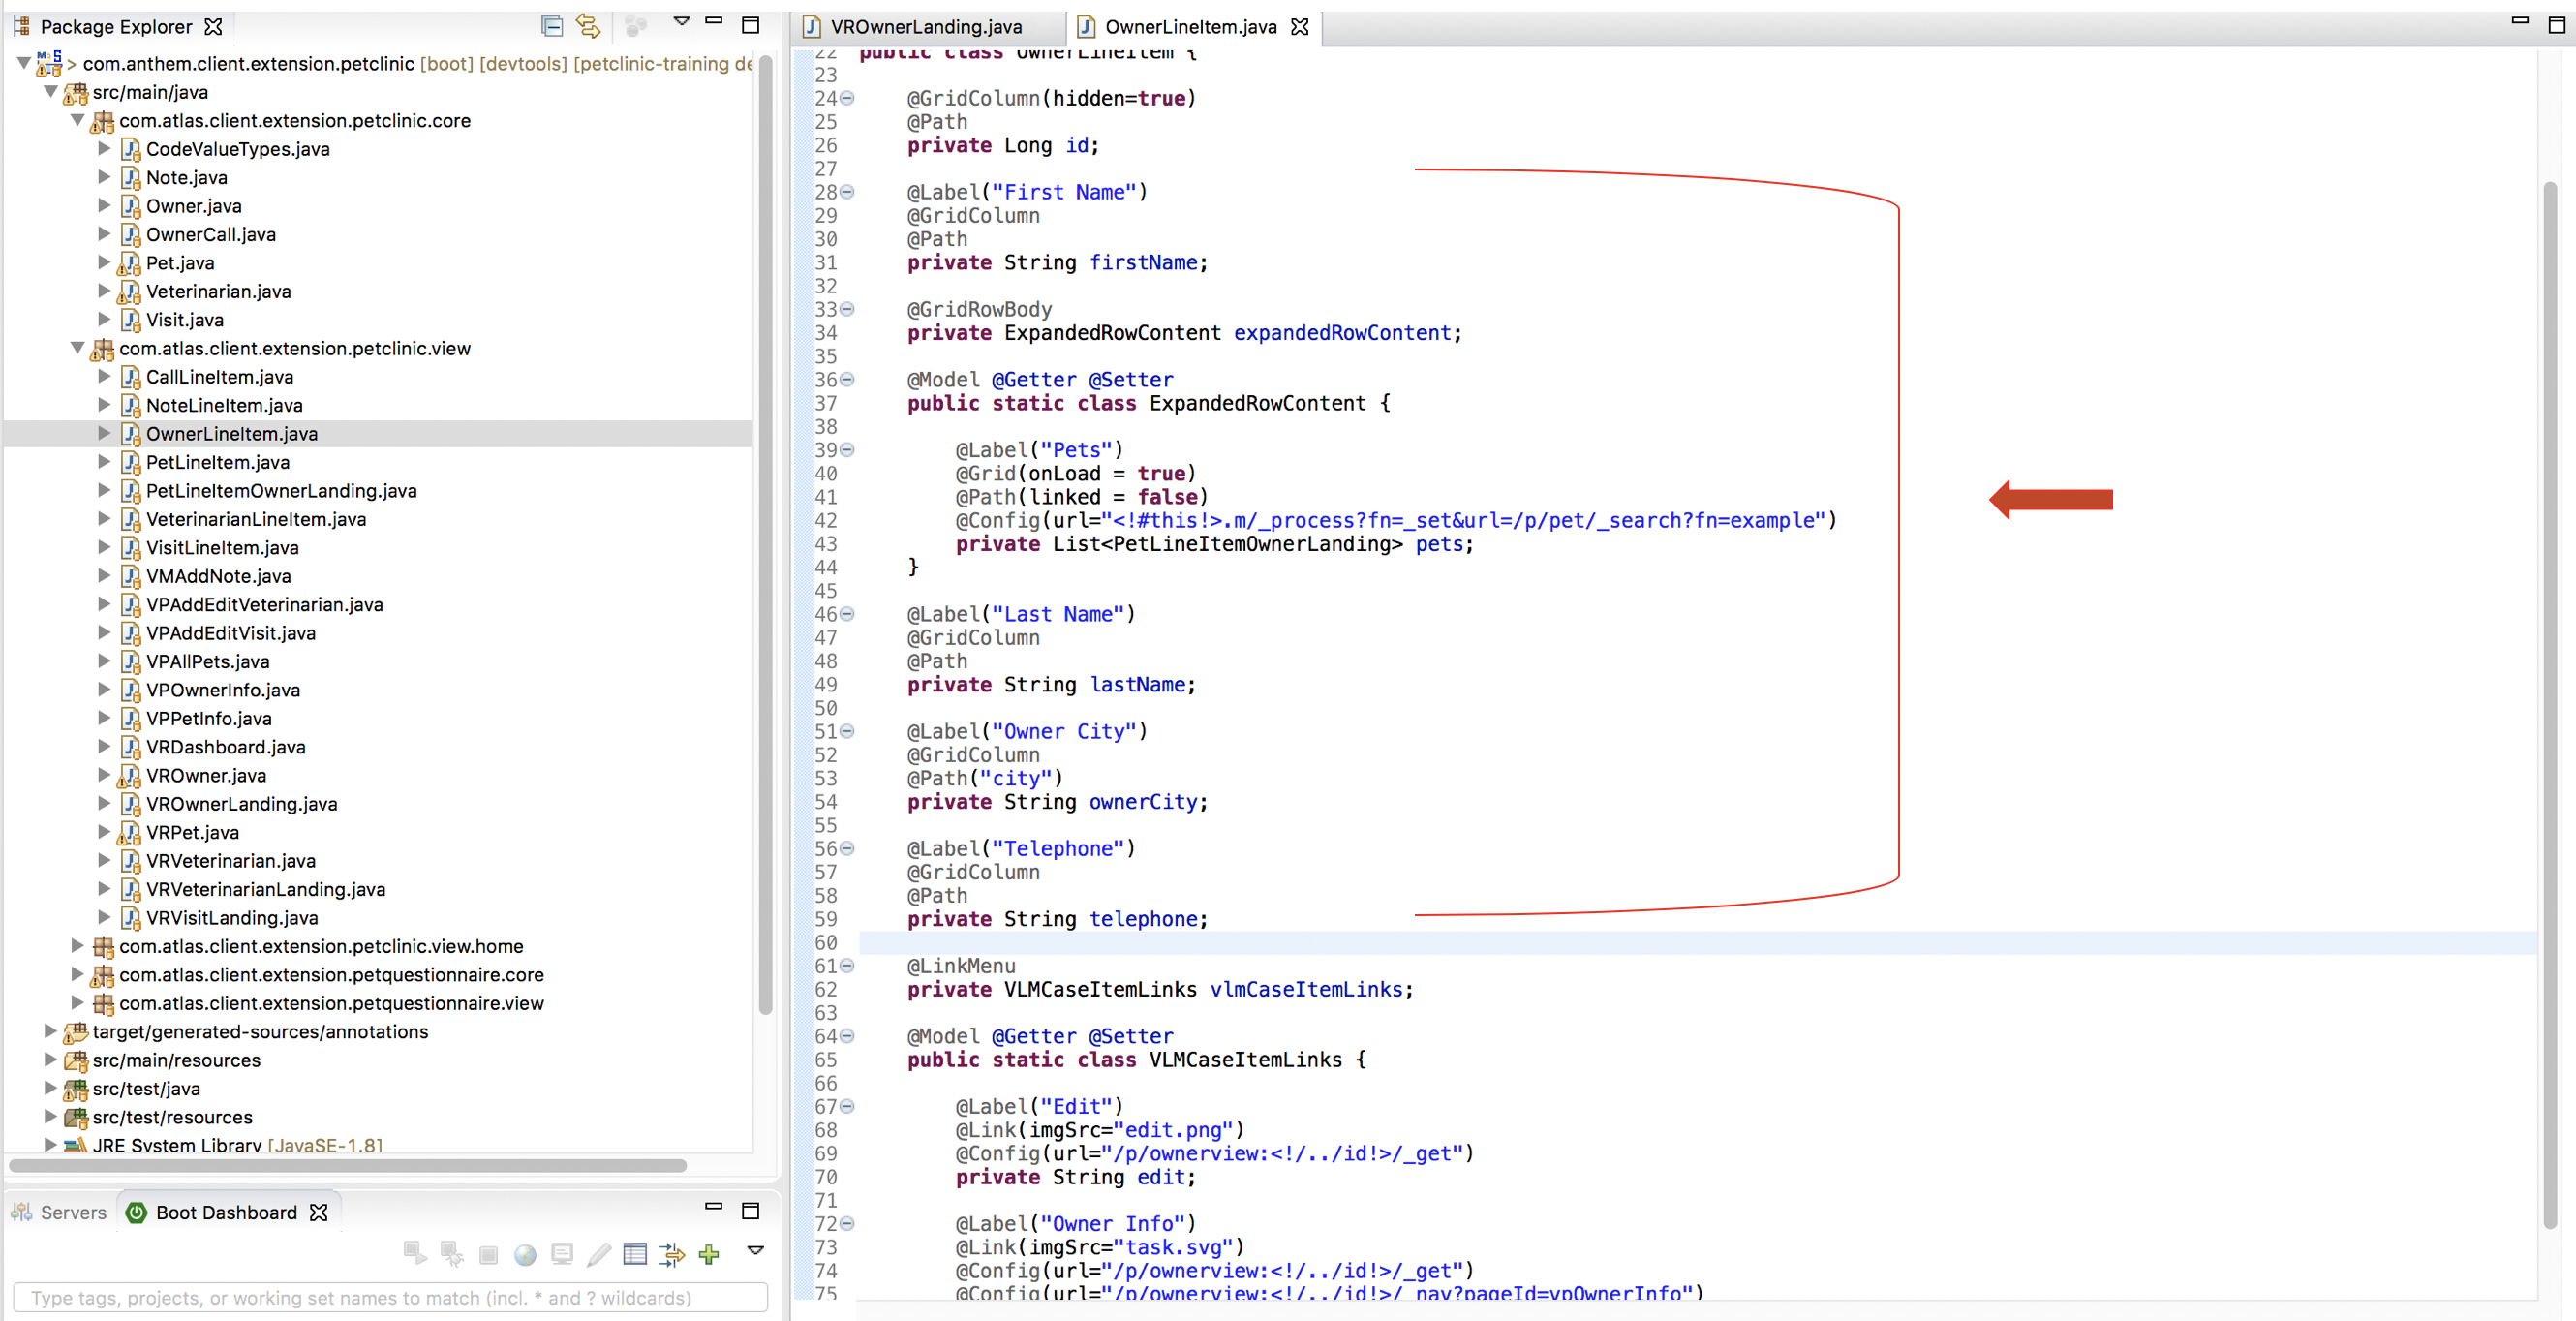 Package Explorer
> com.anthem.client.extension.petclinic [boot] [devtools] [petclinic-training de
src/main/java
com.atlas.client.extension.petclinic.core
CodeValueTypes.java
Note.java
Owner.java
OwnerCall.java
Pet.java
Veterinarian.java
Visit.java
com.atlas.client.extension.petclinic.view
CallLineItem.java
NoteLineItem.java
OwnerLineItem.java
PetLineItem.java
PetLineItemOwnerLanding.java
VeterinarianLineItem.java
VisitLineItem.java
VMAddNote.java
VPAddEditVeterinarian.java
VPAddEditVisit.java
VPAllPets.java
VPOwnerInfo.java
VPPetInfo.java
VRDashboard.java
VROwner.java
VROwnerLanding.java
VRPet.java
VRVeterinarian.java
VRVeterinarianLanding.java
VRVisitLanding.java
com.atlas.client.extension.petclinic.view.home
com.atlas.client.extension.petquestionnaire.core
com.atlas.client.extension.petquestionnaire.view
target/generated-sources/annotations
src/main/resources
src/test/java
src/test/resources
JRE System Library [JavaSE-1.8]
Servers Boot Dashboard
Type tags, projects, or working set names to match (incl. * and ? wildcards)
VROwnerLanding.java OwnerLineItem.java
22 public class OwnerLineItem {
23
24 @GridColumn(hidden=true)
25 @Path
26 private Long id;
27
28 @Label("First Name")
29 @GridColumn
30 @Path
31 private String firstName;
32
33 @GridRowBody
34 private ExpandedRowContent expandedRowContent;
35
36 @Model @Getter @Setter
37 public static class ExpandedRowContent {
38
39 @Label("Pets")
40 @Grid(onLoad = true)
41 @Path(linked = false)
42 @Config(url="<!#this!>.m/_process?fn=_set&url=/p/pet/_search?fn=example")
43 private List<PetLineItemOwnerLanding> pets;
44 }
45
46 @Label("Last Name")
47 @GridColumn
48 @Path
49 private String lastName;
50
51 @Label("Owner City")
52 @GridColumn
53 @Path("city")
54 private String ownerCity;
55
56 @Label("Telephone")
57 @GridColumn
58 @Path
59 private String telephone;
60
61 @LinkMenu
62 private VLMCaseItemLinks vlmCaseItemLinks;
63
64 @Model @Getter @Setter
65 public static class VLMCaseItemLinks {
66
67 @Label("Edit")
68 @Link(imgSrc="edit.png")
69 @Config(url="/p/ownerview:<!/../id!>/_get")
70 private String edit;
71
72 @Label("Owner Info")
73 @Link(imgSrc="task.svg")
74 @Config(url="/p/ownerview:<!/../id!>/_get")
75 @Config(url="/p/ownerview:<!/../id!>/_nav?pageId=vpOwnerInfo")